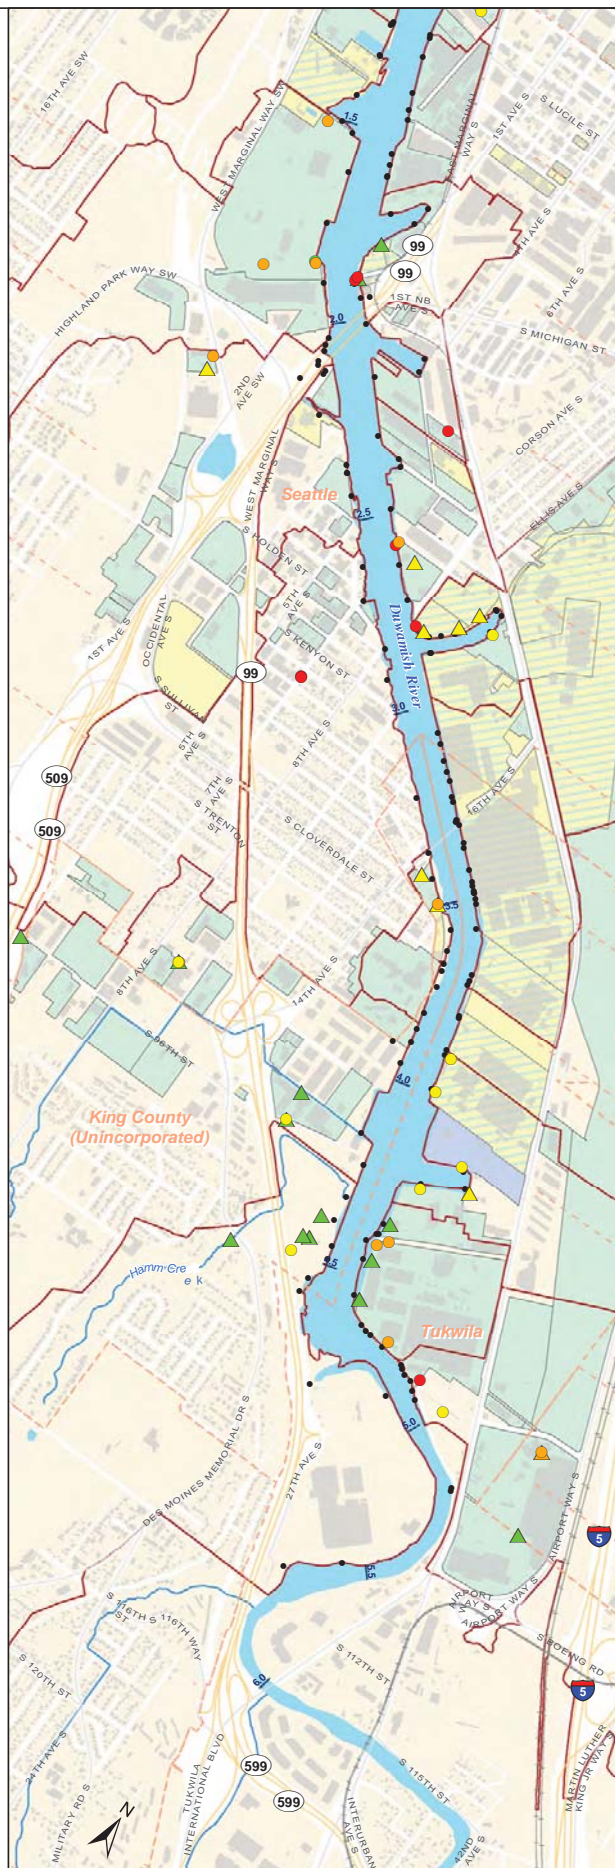 16TH AVE SW
WEST MARGINAL WAY SW
1.5
EAST MARGINAL
WAY S
1ST AVE S
S LUCILE ST
4TH AVE S
6TH AVE S
99
99
1ST NB
AVE S
HIGHLAND PARK WAY SW
2.0
S MICHIGAN ST
2ND
AVE SW
CORSON AVE S
WEST MARGINAL
WAY S
Seattle
2.5
ELLIS AVE S
S HOLDEN ST
5TH
AVE S
OCCIDENTAL
AVE S
1ST AVE S
S KENYON ST
Duwamish River
99
S SULLIVAN
ST
3.0
5TH
AVE S
8TH AVE S
7TH
AVE S
16TH AVE S
509
S TRENTON
ST
509
S CLOVERDALE ST
3.5
8TH AVE S
14TH AVE S
S 96TH ST
4.0
King County
(Unincorporated)
Hamm Cre
e k
4.5
Tukwila
5.0
DES MOINES MEMORIAL DR S
27TH AVE S
AIRPORT WAY S
5
5.5
AIRPORT
WAY S
AIRPORT WAY S
S 116TH S
ST
116TH WAY
S BOEING RD
S 120TH ST
S 112TH ST
6.0
5
24TH AVE S
MILITARY RD S
TUKWILA
INTERNATIONAL BLVD
599
599
S 115TH ST
INTERURBAN
AVE S
42ND
AVE S
MARTIN LUTHER
KING JR WAY S
N